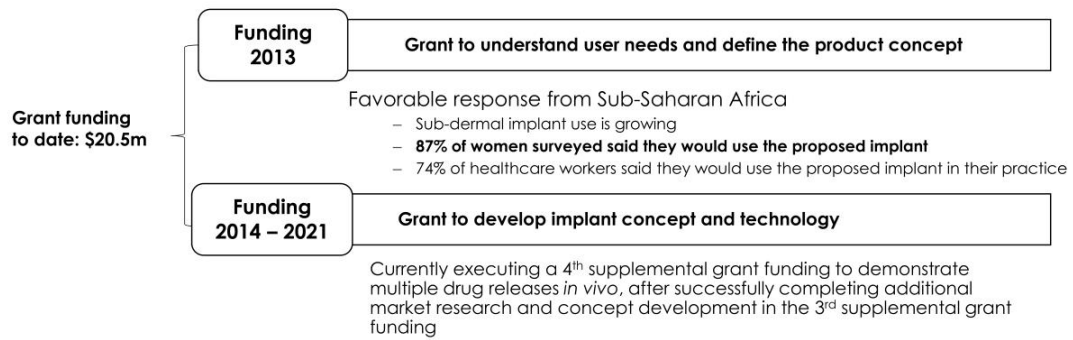 Funding
2013
Grant to understand user needs and define the product concept
Grant funding
to date: $20.5m
Favorable response from Sub-Saharan Africa
– Sub-dermal implant use is growing
– 87% of women surveyed said they would use the proposed implant
– 74% of healthcare workers said they would use the proposed implant in their practice
Funding
2014 – 2021
Grant to develop implant concept and technology
Currently executing a 4th supplemental grant funding to demonstrate
multiple drug releases in vivo, after successfully completing additional
market research and concept development in the 3rd supplemental grant
funding